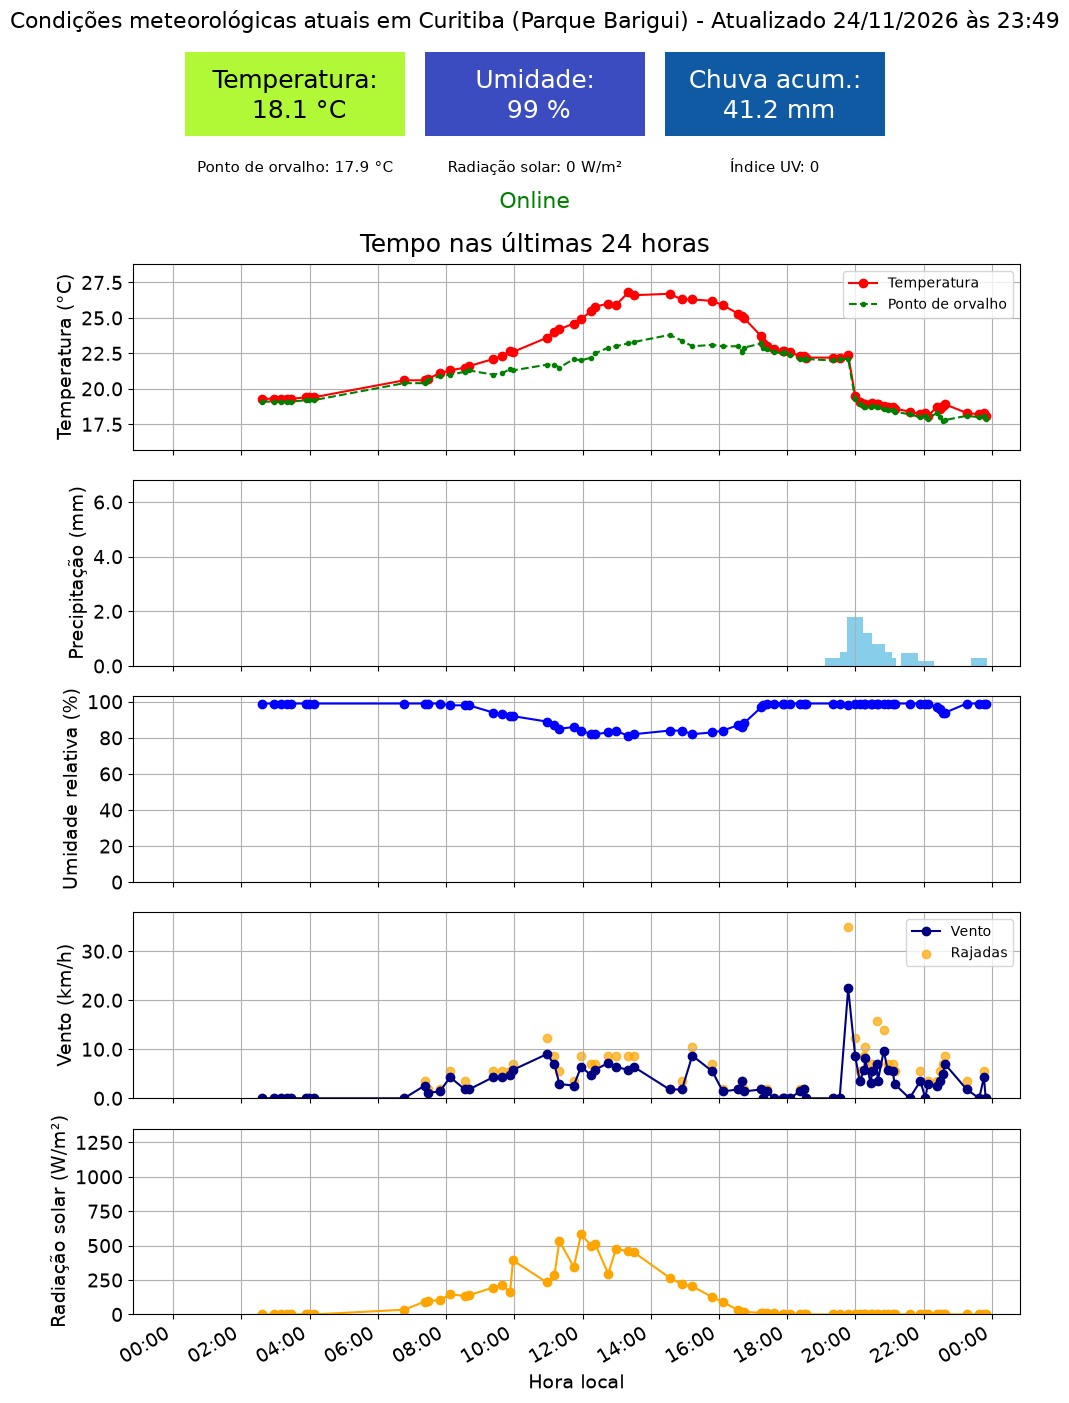 Condições meteorológicas atuais em Curitiba (Parque Barigui) - Atualizado 24/11/2026 às 23:49
Temperatura:
18.1 °C
Umidade:
99 %
Chuva acum.:
41.2 mm
Ponto de orvalho: 17.9 °C
Radiação solar: 0 W/m²
Índice UV: 0
Online
Tempo nas últimas 24 horas
Temperatura (°C)
27.5
25.0
22.5
20.0
17.5
Temperatura
Ponto de orvalho
Precipitação (mm)
6.0
4.0
2.0
0.0
Umidade relativa (%)
100
80
60
40
20
0
Vento (km/h)
30.0
20.0
10.0
0.0
Vento
Rajadas
Radiação solar (W/m²)
1250
1000
750
500
250
0
00:00
02:00
04:00
06:00
08:00
10:00
12:00
14:00
16:00
18:00
20:00
22:00
00:00
Hora local